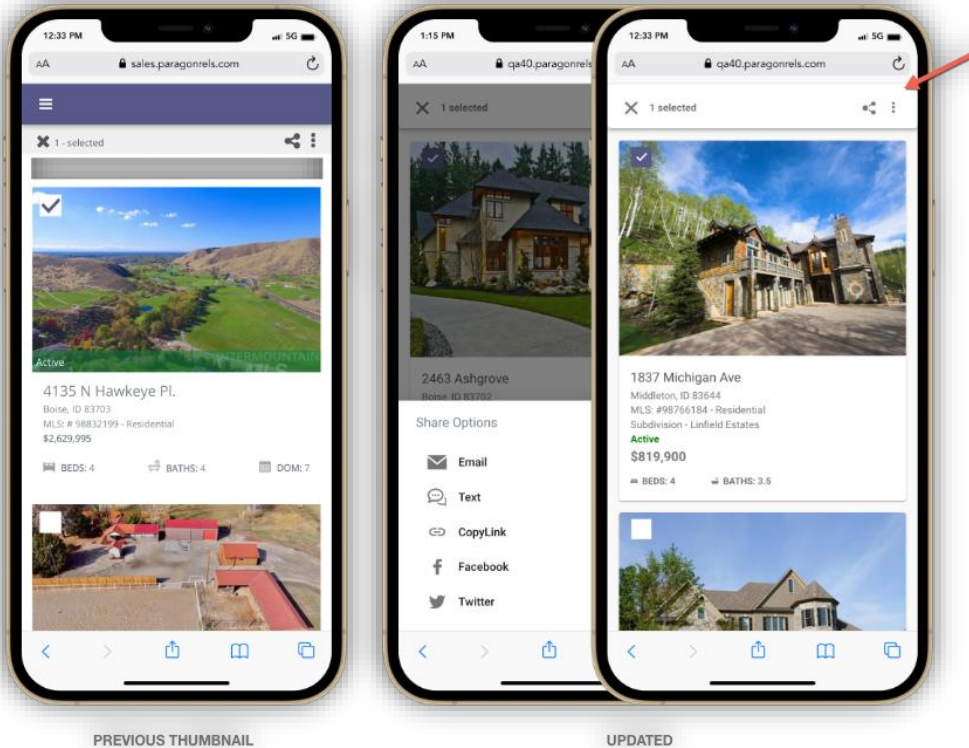 12:33 PM
5G
AA sales.paragonrels.com
1 - selected
Active
INTERMOUNTAIN
4135 N Hawkeye Pl.
Boise, ID 83703
MLS: # 98832199 - Residential
$2,629,995
BEDS: 4 BATHS: 4 DOM: 7
PREVIOUS THUMBNAIL
1:15 PM
AA qa40.paragonrels
1 selected
2463 Ashgrove
Boise, ID 83702
Share Options
Email
Text
CopyLink
Facebook
Twitter
12:33 PM
5G
AA qa40.paragonrels.com
1 selected
1837 Michigan Ave
Middleton, ID 83644
MLS: #98766184 - Residential
Subdivision - Linfield Estates
Active
$819,900
BEDS: 4 BATHS: 3.5
UPDATED